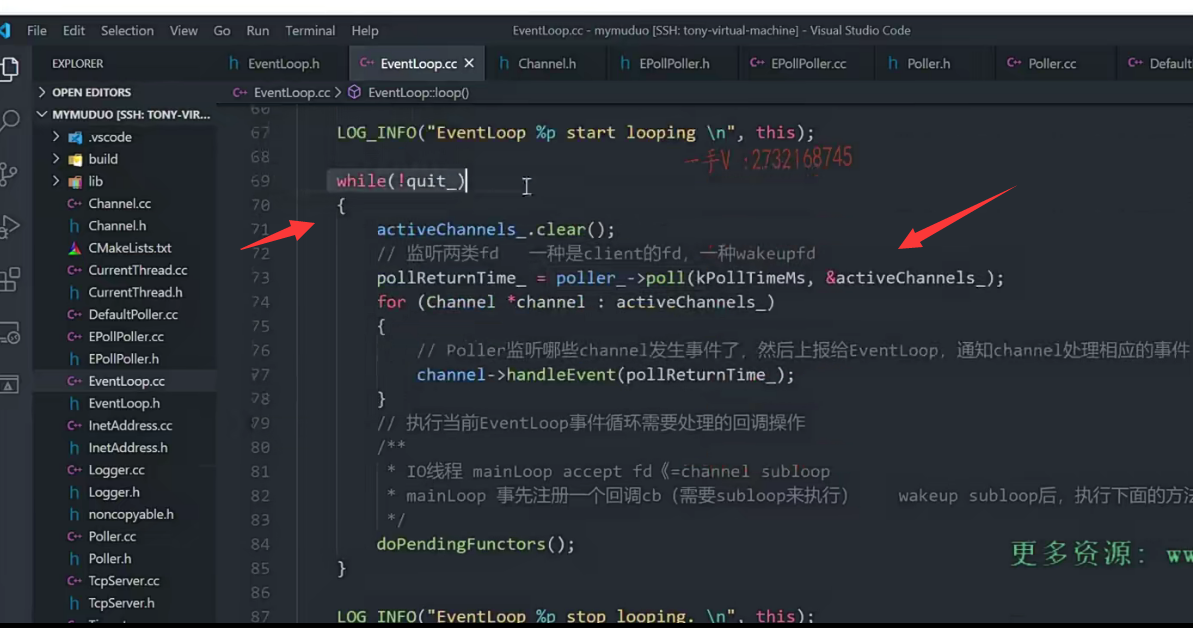 File Edit Selection View Go Run Terminal Help EventLoop.cc - mymuduo [SSH: tony-virtual-machine] - Visual Studio Code
EXPLORER
EventLoop.h EventLoop.cc Channel.h EPollPoller.h EPollPoller.cc Poller.h Poller.cc Default
OPEN EDITORS
EventLoop.cc > EventLoop::loop()
MYMUDUO [SSH: TONY-VIR...
.vscode
build
lib
Channel.cc
Channel.h
CMakeLists.txt
CurrentThread.cc
CurrentThread.h
DefaultPoller.cc
EPollPoller.cc
EPollPoller.h
EventLoop.cc
EventLoop.h
InetAddress.cc
InetAddress.h
Logger.cc
Logger.h
noncopyable.h
Poller.cc
Poller.h
TcpServer.cc
TcpServer.h
66
67 LOG_INFO("EventLoop %p start looping \n", this);
68
一手V :2732168745
69 while(!quit_)
70 {
71 activeChannels_.clear();
72 // 监听两类fd 一种是client的fd，一种wakeupfd
73 pollReturnTime_ = poller_->poll(kPollTimeMs, &activeChannels_);
74 for (Channel *channel : activeChannels_)
75 {
76 // Poller监听哪些channel发生事件了，然后上报给EventLoop，通知channel处理相应的事件
77 channel->handleEvent(pollReturnTime_);
78 }
79 // 执行当前EventLoop事件循环需要处理的回调操作
80 /**
81 * IO线程 mainLoop accept fd《=channel subloop
82 * mainLoop 事先注册一个回调cb（需要subloop来执行） wakeup subloop后，执行下面的方法
83 */
84 doPendingFunctors();
更多资源：ww
85 }
86
87 LOG_INFO("EventLoop %p stop looping. \n", this);